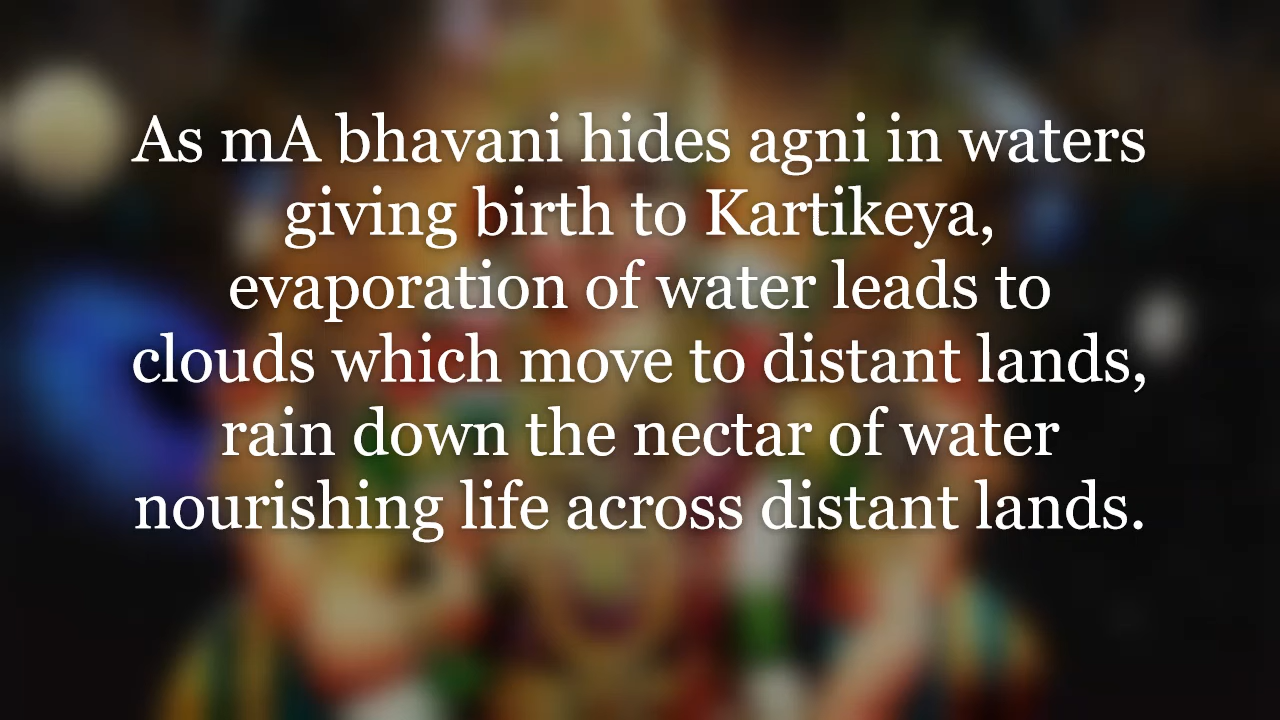 As mA bhavani hides agni in waters
giving birth to Kartikeya,
evaporation of water leads to
clouds which move to distant lands,
rain down the nectar of water
nourishing life across distant lands.